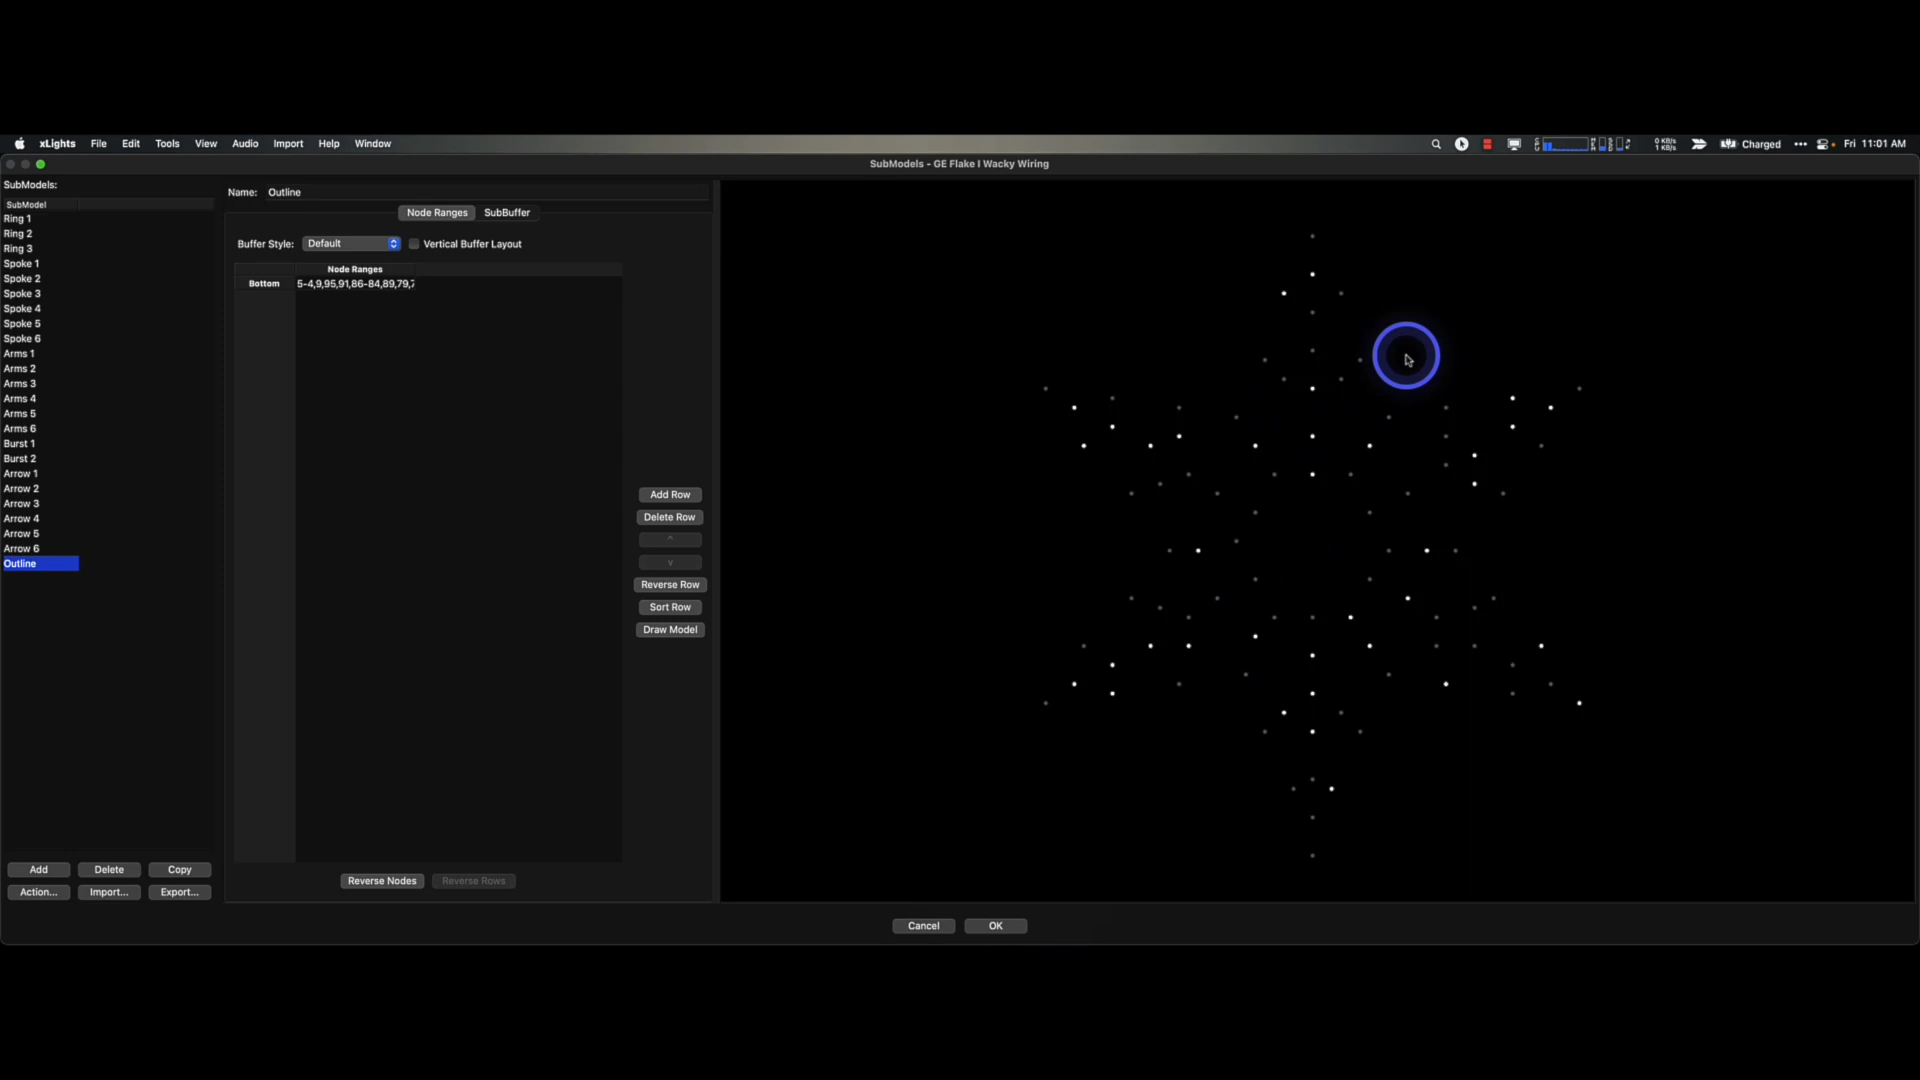 xLights File Edit Tools View Audio Import Help Window
0 KB/s
1 KB/s
Charged
Fri 11:01 AM
SubModels - GE Flake I Wacky Wiring
SubModels:
SubModel
Ring 1
Ring 2
Ring 3
Spoke 1
Spoke 2
Spoke 3
Spoke 4
Spoke 5
Spoke 6
Arms 1
Arms 2
Arms 3
Arms 4
Arms 5
Arms 6
Burst 1
Burst 2
Arrow 1
Arrow 2
Arrow 3
Arrow 4
Arrow 5
Arrow 6
Outline
Add Delete Copy
Action... Import... Export...
Name: Outline
Node Ranges SubBuffer
Buffer Style: Default Vertical Buffer Layout
Node Ranges
Bottom 5-4,9,95,91,86-84,89,79,
Add Row
Delete Row
^
v
Reverse Row
Sort Row
Draw Model
Reverse Nodes Reverse Rows
Cancel OK